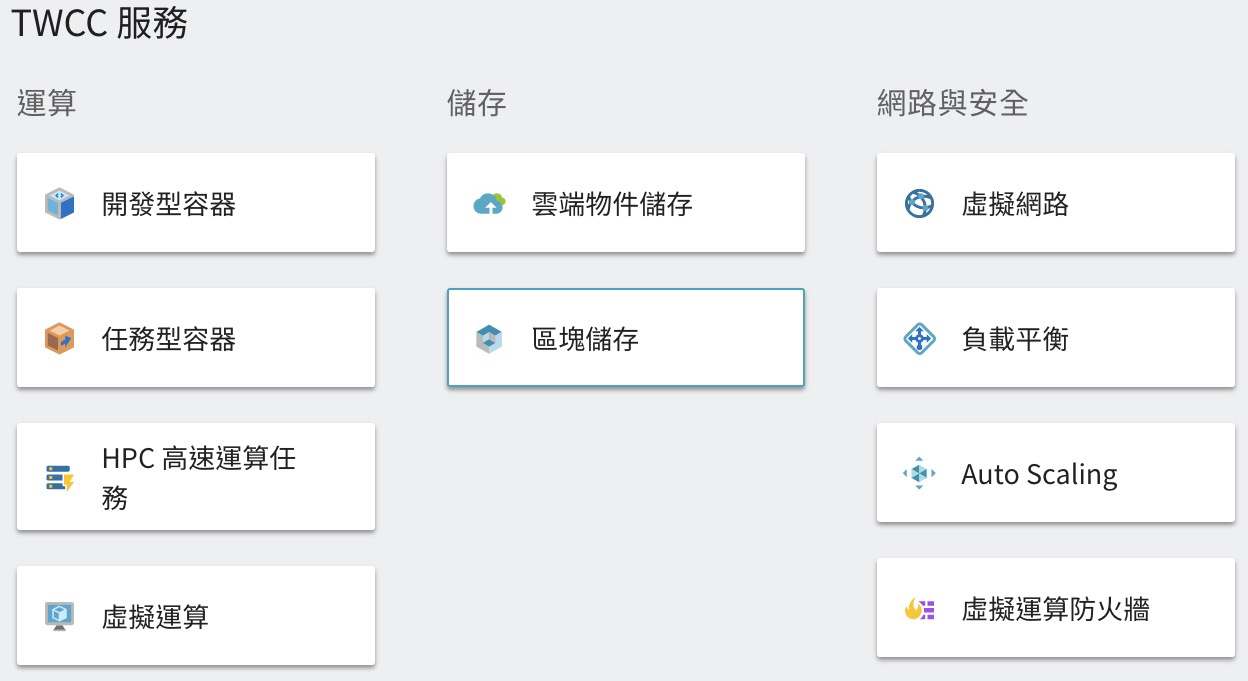 TWCC 服務
運算
開發型容器
任務型容器
HPC 高速運算任
務
虛擬運算
儲存
雲端物件儲存
區塊儲存
網路與安全
虛擬網路
負載平衡
Auto Scaling
虛擬運算防火牆